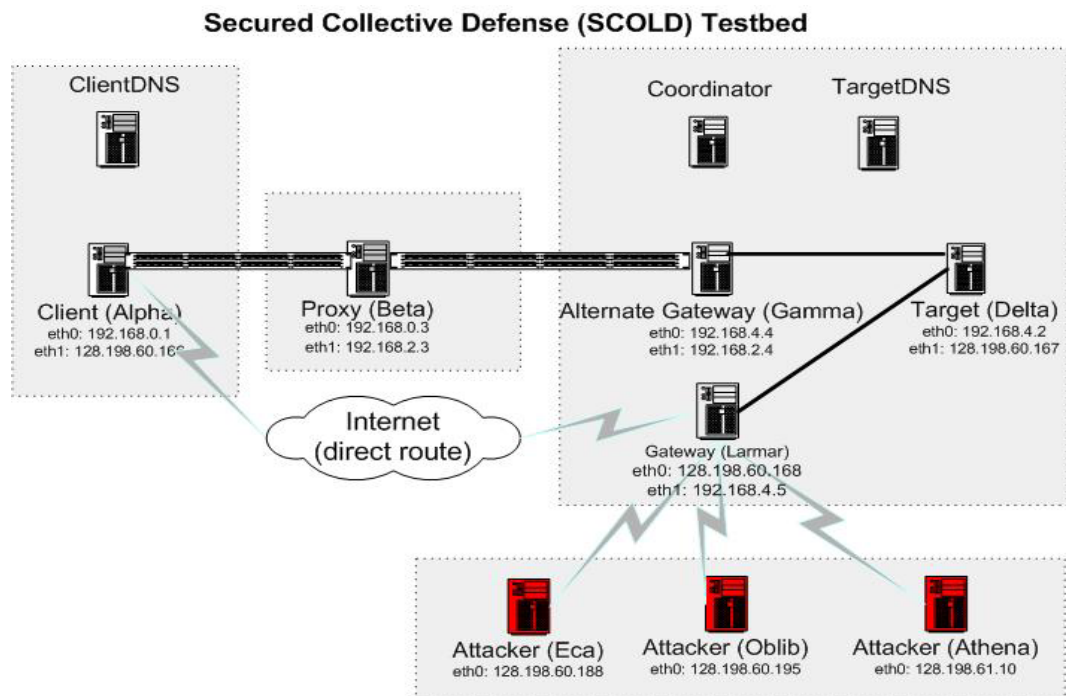 Secured Collective Defense (SCOLD) Testbed
ClientDNS
Coordinator
TargetDNS
Client (Alpha)
eth0: 192.168.0.1
eth1:
Proxy (Beta)
eth0: 192.168.0.3
eth1: 192.168.2.3
Alternate Gateway (Gamma)
eth0: 192.168.4.4
eth1: 192.168.2.4
Target (Delta)
eth0: 192.168.4.2
eth1: 128.198.60.167
Internet
(direct route)
Gateway (Larmar)
eth0: 128.198.60.168
eth1: 192.168.4.5
Attacker (Eca)
eth0: 128.198.60.188
Attacker (Oblib)
eth0: 128.198.60.195
Attacker (Athena)
eth0: 128.198.61.10